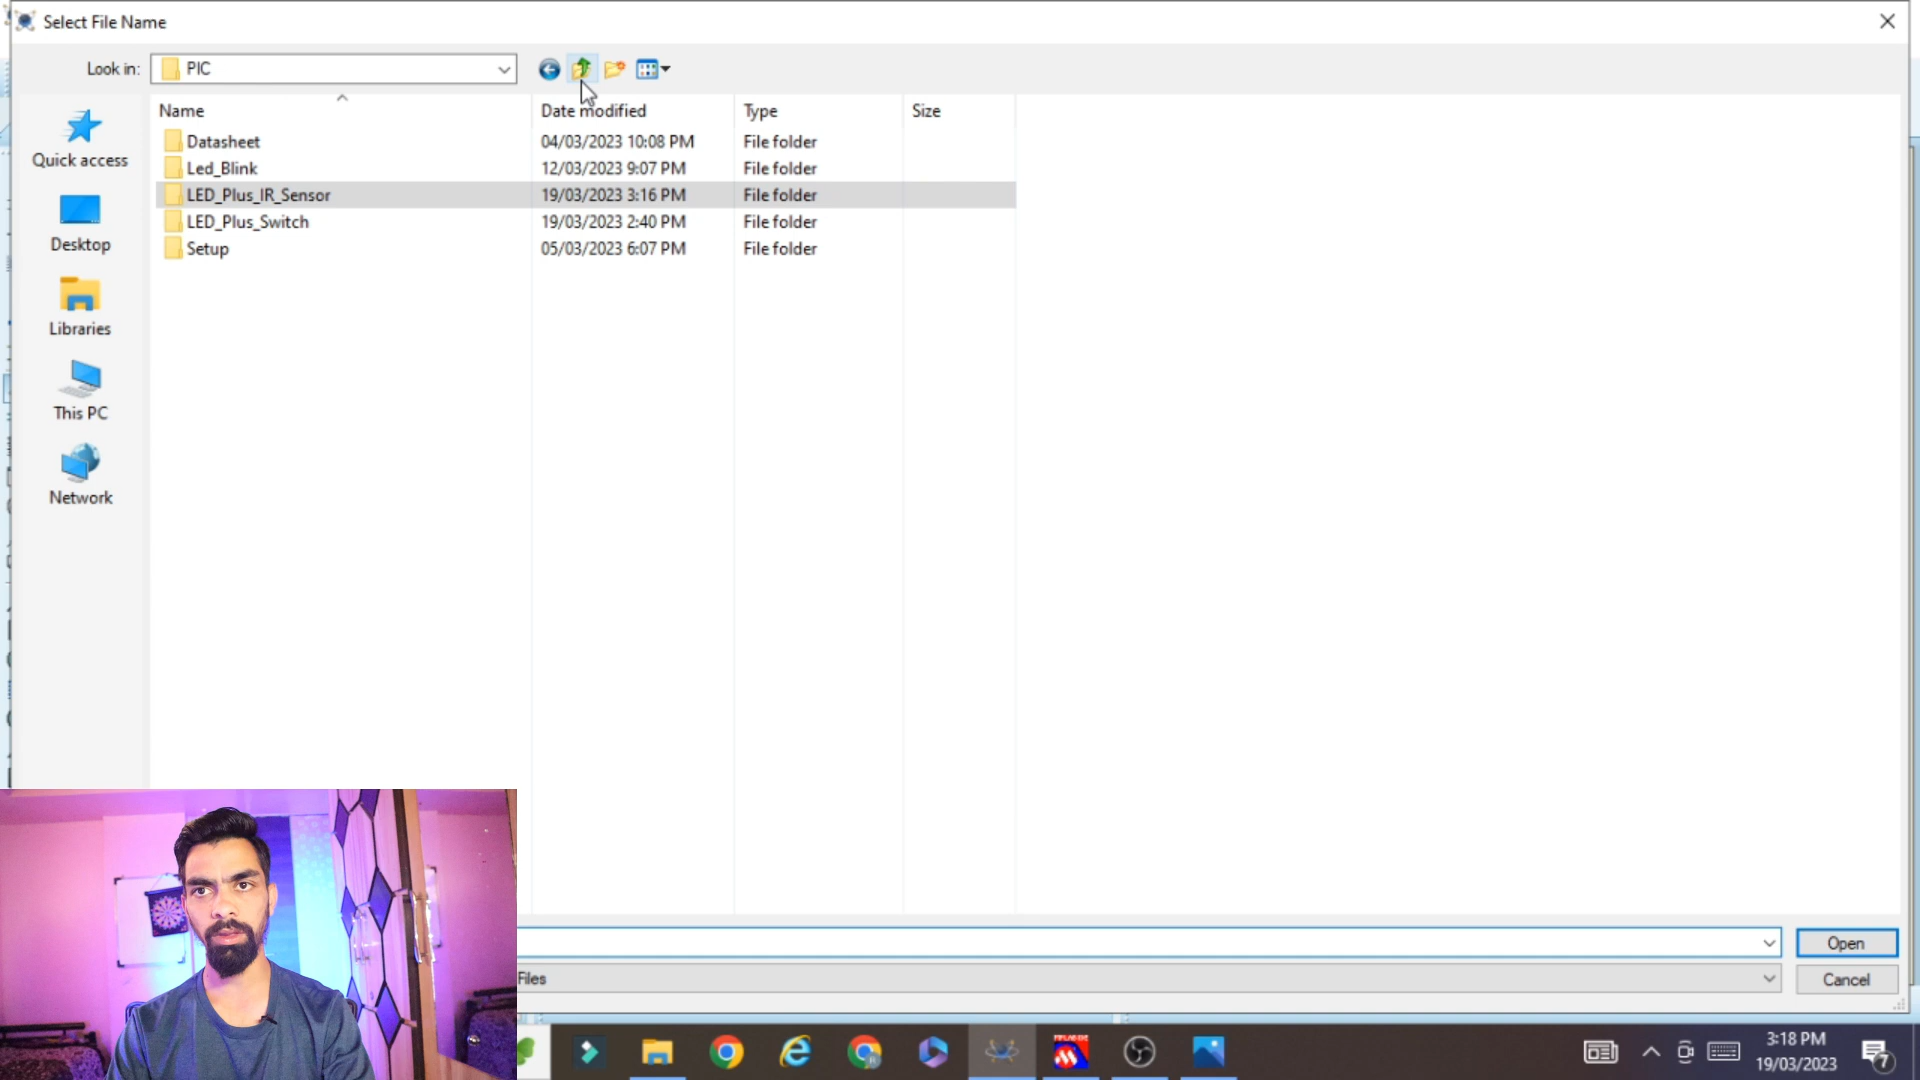 Select File Name
Look in:
PIC
Name
Date modified
Type
Size
Datasheet
04/03/2023 10:08 PM
File folder
Led_Blink
12/03/2023 9:07 PM
File folder
LED_Plus_IR_Sensor
19/03/2023 3:16 PM
File folder
LED_Plus_Switch
19/03/2023 2:40 PM
File folder
Setup
05/03/2023 6:07 PM
File folder
Quick access
Desktop
Libraries
This PC
Network
Open
Files
Cancel
3:18 PM
19/03/2023
7